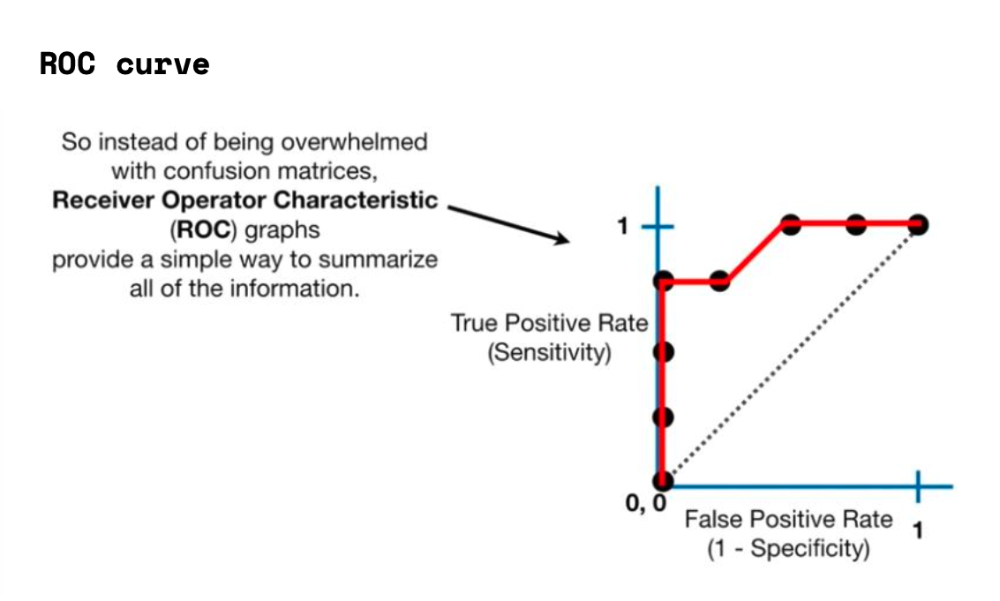 ROC curve
So instead of being overwhelmed
with confusion matrices,
Receiver Operator Characteristic
(ROC) graphs
provide a simple way to summarize
all of the information.
1
True Positive Rate
(Sensitivity)
0, 0
False Positive Rate
(1 - Specificity)
1